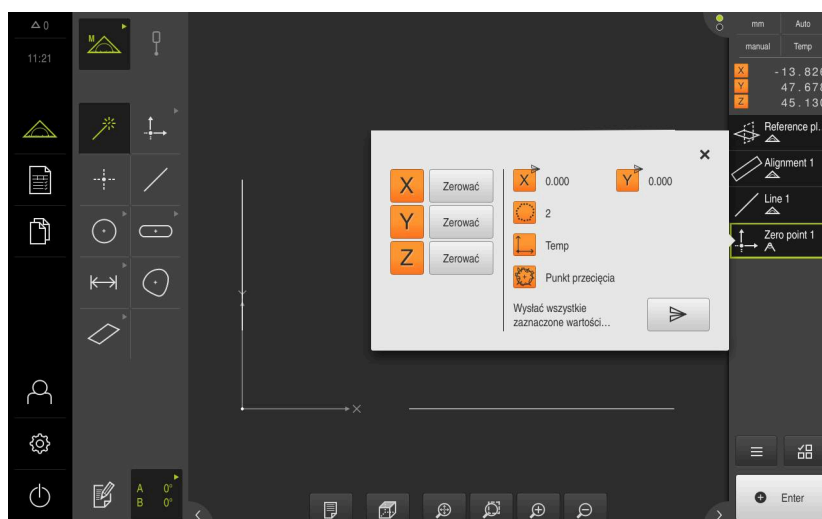 0
11:21
M
A 0°
B 0°
X Zerować
Y Zerować
Z Zerować
X 0.000 Y 0.000
2
Temp
Punkt przecięcia
Wysłać wszystkie
zaznaczone wartości...
mm Auto
manual Temp
X -13.826
Y 47.678
Z 45.130
Reference pl.
Alignment 1
Line 1
Zero point 1
Enter